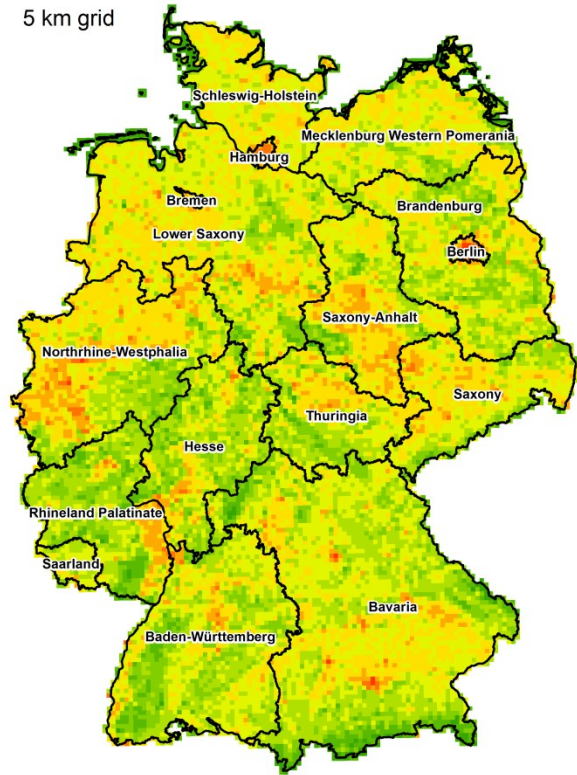 5 km grid
Schleswig-Holstein
Mecklenburg Western Pomerania
Hamburg
Bremen
Brandenburg
Lower Saxony
Berlin
Saxony-Anhalt
Northrhine-Westphalia
Saxony
Thuringia
Hesse
Rhineland Palatinate
Saarland
Bavaria
Baden-Württemberg